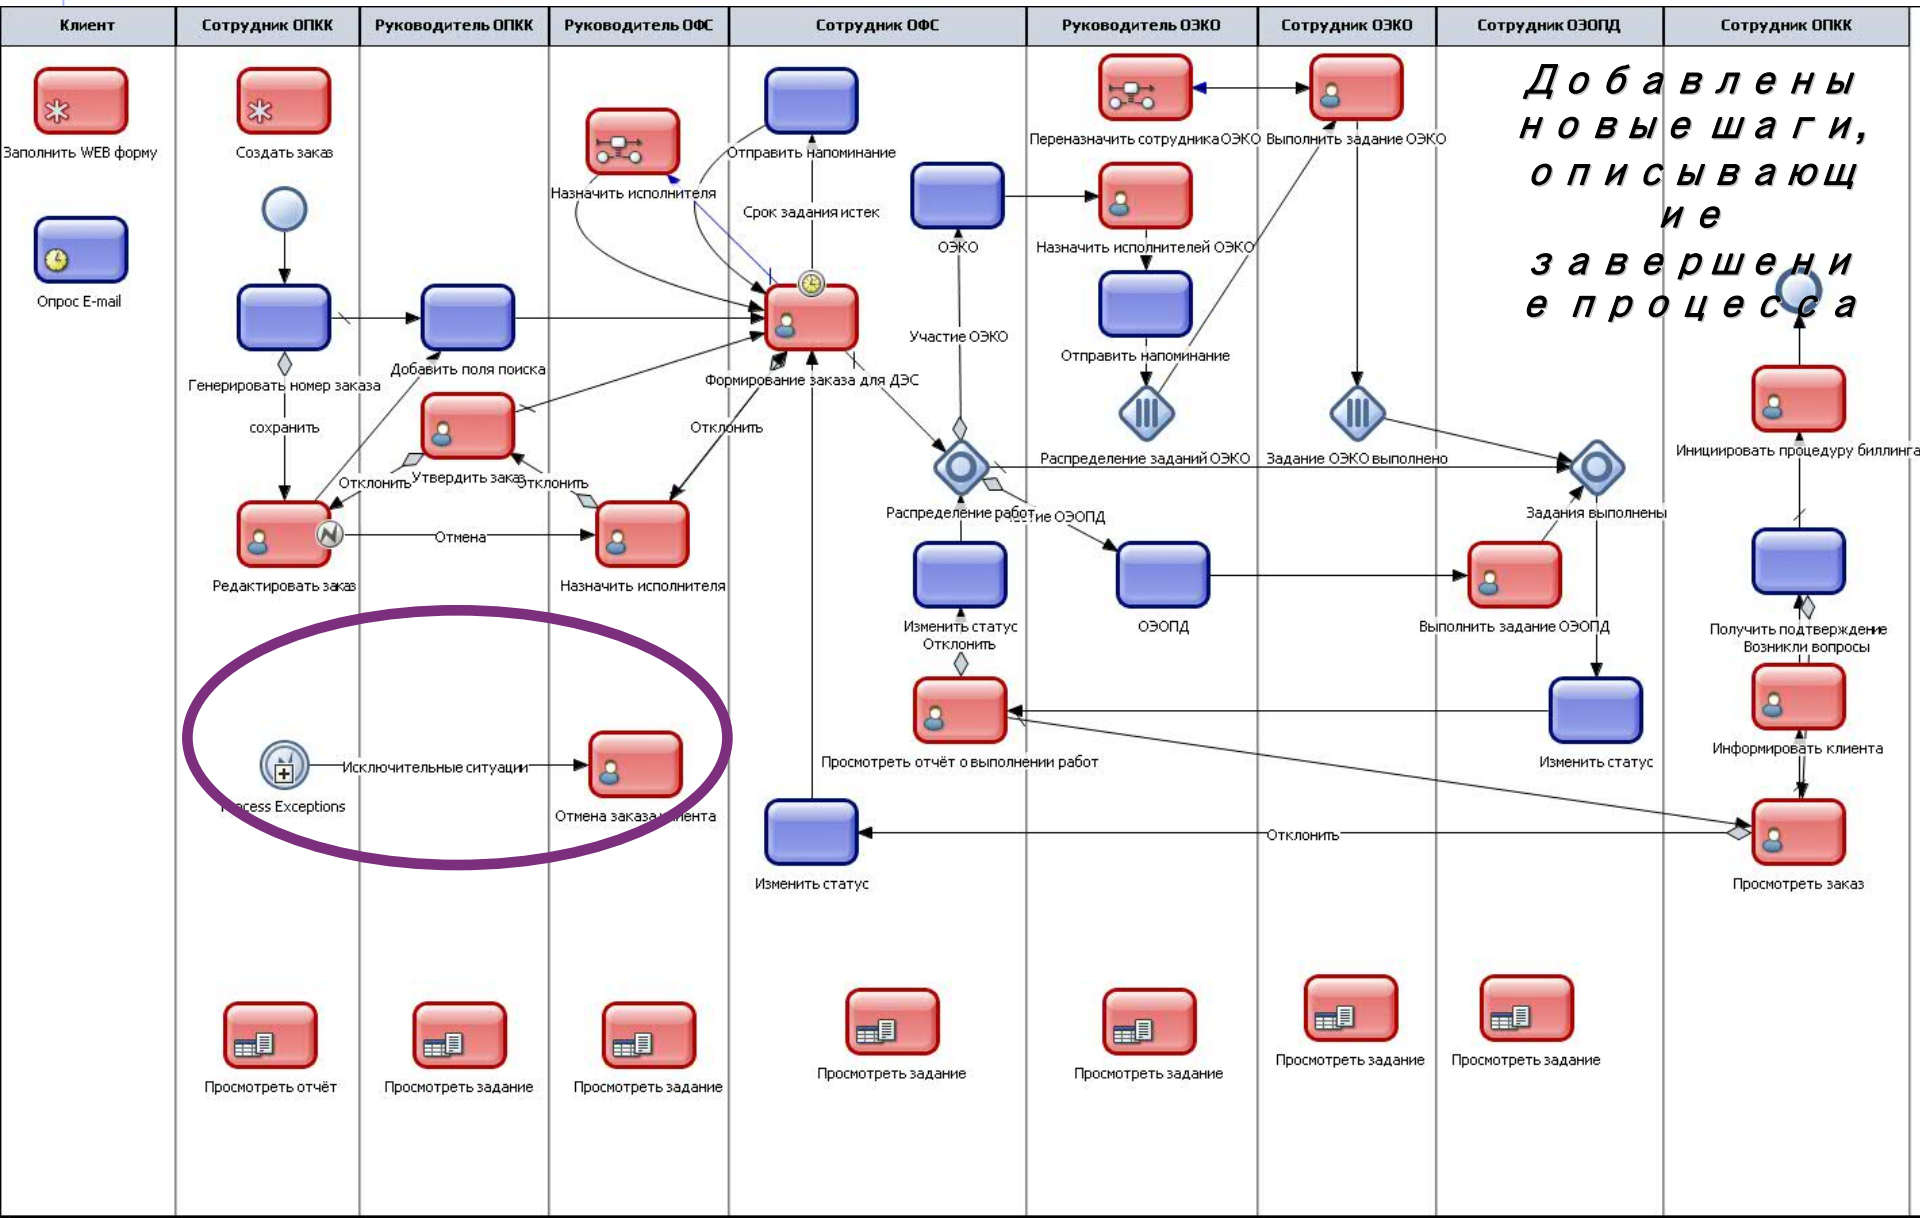 Клиент
Сотрудник ОПКК
Руководитель ОПКК
Руководитель ОФС
Сотрудник ОФС
Руководитель ОЭКО
Сотрудник ОЭКО
Сотрудник ОЭОПД
Сотрудник ОПКК
Добавлены
новые шаги,
описывающ
ие
завершени
е процесса
Заполнить WEB форму
Создать заказ
Назначить исполнителя
Отправить напоминание
Переназначить сотрудника ОЭКО
Выполнить задание ОЭКО
Срок задания истек
ОЭКО
Назначить исполнителей ОЭКО
Опрос E-mail
Участие ОЭКО
Отправить напоминание
Генерировать номер заказа
Добавить поля поиска
Формирование заказа для ДЭС
сохранить
Отклонить
Распределение заданий ОЭКО
Задание ОЭКО выполнено
Инициировать процедуру биллинга
Отклонить
Утвердить заказ
Отклонить
Распределение работ
ОЭОПД
Задания выполнены
Отмена
Редактировать заказ
Назначить исполнителя
Изменить статус
Отклонить
ОЭОПД
Выполнить задание ОЭОПД
Получить подтверждение
Возникли вопросы
Исключительные ситуации
Process Exceptions
Отмена заказа клиента
Просмотреть отчёт о выполнении работ
Изменить статус
Информировать клиента
Отклонить
Изменить статус
Просмотреть заказ
Просмотреть отчёт
Просмотреть задание
Просмотреть задание
Просмотреть задание
Просмотреть задание
Просмотреть задание
Просмотреть задание